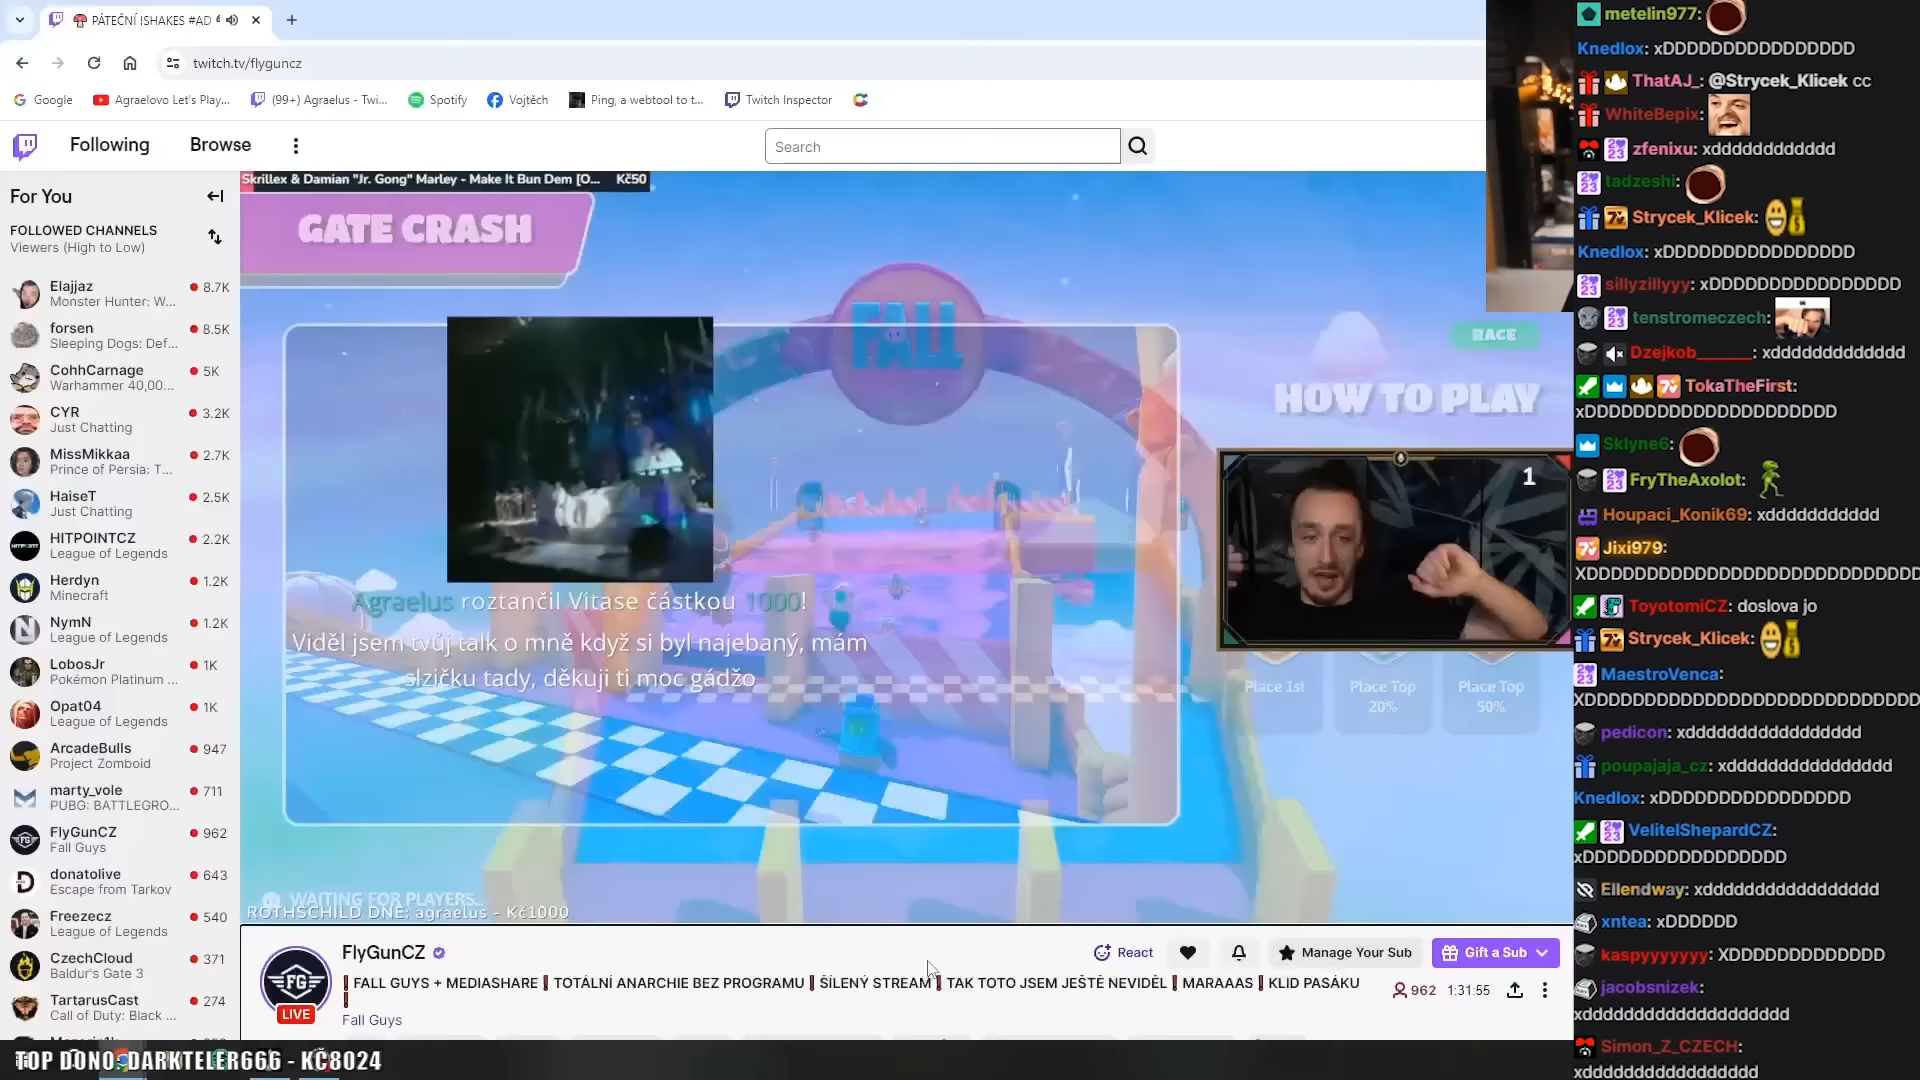 PÁTEČNÍ !SHAKES #AD
twitch.tv/flyguncz
Google
Agraelovo Let's Play...
(99+) Agraelus - Twi...
Spotify
Vojtěch
Ping, a webtool to t...
Twitch Inspector
Following
Browse
Search
For You
FOLLOWED CHANNELS
Viewers (High to Low)
Elajjaz
8.7K
Monster Hunter: W...
forsen
8.5K
Sleeping Dogs: Def...
CohhCarnage
5K
Warhammer 40,00...
CYR
3.2K
Just Chatting
MissMikkaa
2.7K
Prince of Persia: T...
HaiseT
2.5K
Just Chatting
HITPOINTCZ
2.2K
League of Legends
Herdyn
1.2K
Minecraft
NymN
1.2K
League of Legends
LobosJr
1K
Pokémon Platinum ...
Opat04
1K
League of Legends
ArcadeBulls
947
Project Zomboid
marty_vole
711
PUBG: BATTLEGRO...
FlyGunCZ
962
Fall Guys
donatolive
643
Escape from Tarkov
Freezecz
540
League of Legends
CzechCloud
371
Baldur's Gate 3
TartarusCast
274
Call of Duty: Black ...
TOP DONO: DARKTELER666 - KČ8024
Skrillex & Damian "Jr. Gong" Marley - Make It Bun Dem [O... Kč50
GATE CRASH
FALL
RACE
HOW TO PLAY
1
Agraelus roztančil Vitase částkou 1000!
Viděl jsem tvůj talk o mně když si byl najebaný, mám
slzičku tady, děkuji ti moc gádžo
Place 1st
Place Top
20%
Place Top
50%
WAITING FOR PLAYERS...
ROTHSCHILD DNE: agraelus - Kč1000
FG
LIVE
FlyGunCZ
React
Manage Your Sub
Gift a Sub
FALL GUYS + MEDIASHARE TOTÁLNÍ ANARCHIE BEZ PROGRAMU ŠÍLENÝ STREAM TAK TOTO JSEM JEŠTĚ NEVIDĚL MARAAAS KLID PASÁKU
962
1:31:55
Fall Guys
metelin977:
Knedlox: xDDDDDDDDDDDDDDDD
ThatAJ_: @Strycek_Klicek cc
WhiteBepix:
zfenixu: xdddddddddddd
tadzeshi:
Strycek_Klicek:
Knedlox: xDDDDDDDDDDDDDDDD
sillyzillyyy: xDDDDDDDDDDDDDDDD
tenstromeczech:
Dzejkob______: xddddddddddddd
TokaTheFirst:
xDDDDDDDDDDDDDDDDDDDDD
Sklyne6:
FryTheAxolot:
Houpaci_Konik69: xddddddddddd
Jixi979:
XDDDDDDDDDDDDDDDDDDDDDDDDDDDD
ToyotomiCZ: doslova jo
Strycek_Klicek:
MaestroVenca:
XDDDDDDDDDDDDDDDDDDDDDDDDDDDD
pedicon: xddddddddddddddddd
poupajaja_cz: xdddddddddddddddd
Knedlox: xDDDDDDDDDDDDDDDD
VelitelShepardCZ:
xDDDDDDDDDDDDDDDDD
Ellendway: xddddddddddddddddd
xntea: xDDDDDD
kaspyyyyyyy: XDDDDDDDDDDDDD
jacobsnizek:
xdddddddddddddddddddd
Simon_Z_CZECH:
xddddddddddddddddd